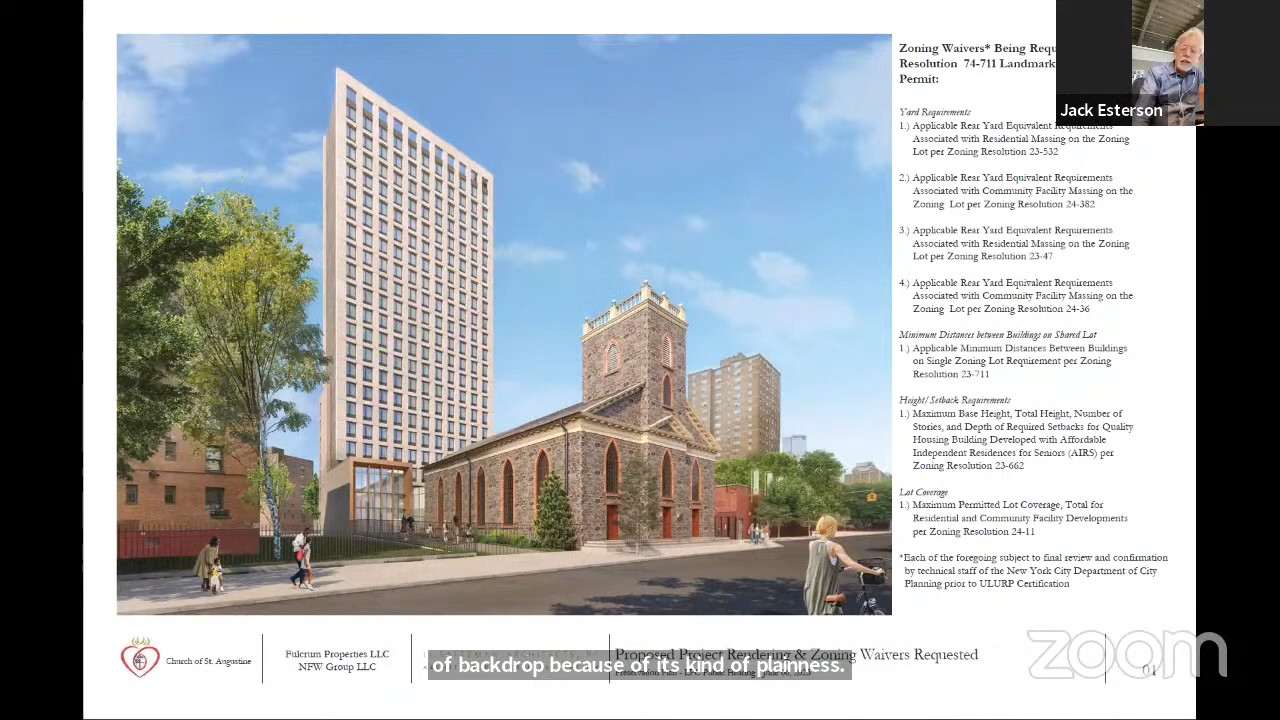 Zoning Waivers* Being Requ
Resolution 74-711 Landmark
Permit:
Jack Esterson
Yard Requirements
1.) Applicable Rear Yard Equivalent Requirements
Associated with Residential Massing on the Zoning
Lot per Zoning Resolution 23-532
2.) Applicable Rear Yard Equivalent Requirements
Associated with Community Facility Massing on the
Zoning Lot per Zoning Resolution 24-382
3.) Applicable Rear Yard Equivalent Requirements
Associated with Residential Massing on the Zoning
Lot per Zoning Resolution 23-47
4.) Applicable Rear Yard Equivalent Requirements
Associated with Community Facility Massing on the
Zoning Lot per Zoning Resolution 24-36
Minimum Distances between Buildings on Shared Lot
1.) Applicable Minimum Distances Between Buildings
on Single Zoning Lot Requirement per Zoning
Resolution 23-711
Height/Setback Requirements
1.) Maximum Base Height, Total Height, Number of
Stories, and Depth of Required Setbacks for Quality
Housing Building Developed with Affordable
Independent Residences for Seniors (AIRS) per
Zoning Resolution 23-662
Lot Coverage
1.) Maximum Permitted Lot Coverage, Total for
Residential and Community Facility Developments
per Zoning Resolution 24-11
*Each of the foregoing subject to final review and confirmation
by technical staff of the New York City Department of City
Planning prior to ULURP Certification
Church of St. Augustine
Fulcrum Properties LLC
NFW Group LLC
Proposed Project Rendering & Zoning Waivers Requested
of backdrop because of its kind of plainness.
zoom
01